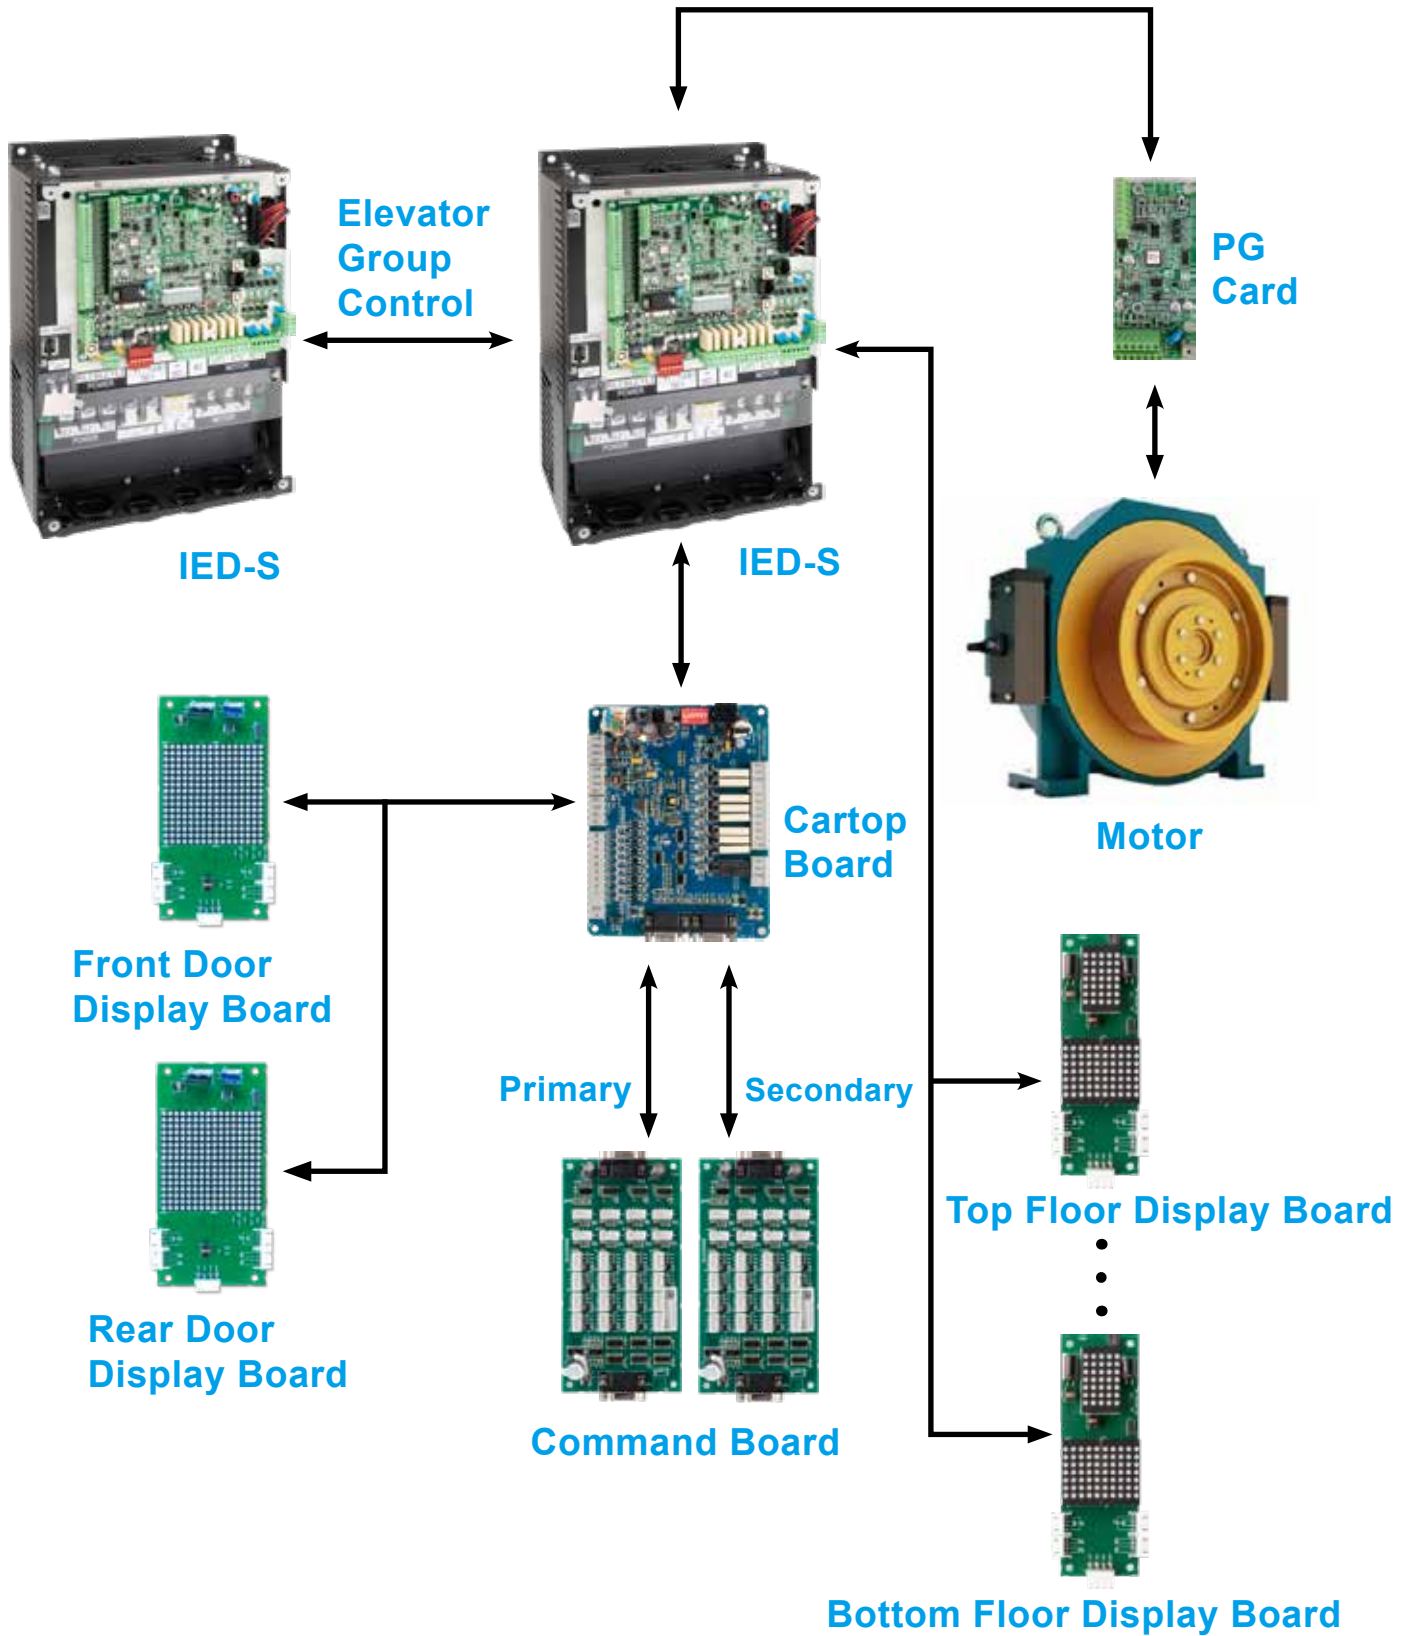 Elevator
Group
Control
PG
Card
IED-S
IED-S
Cartop
Board
Motor
Front Door
Display Board
Primary
Secondary
Top Floor Display Board
Rear Door
Display Board
Command Board
Bottom Floor Display Board